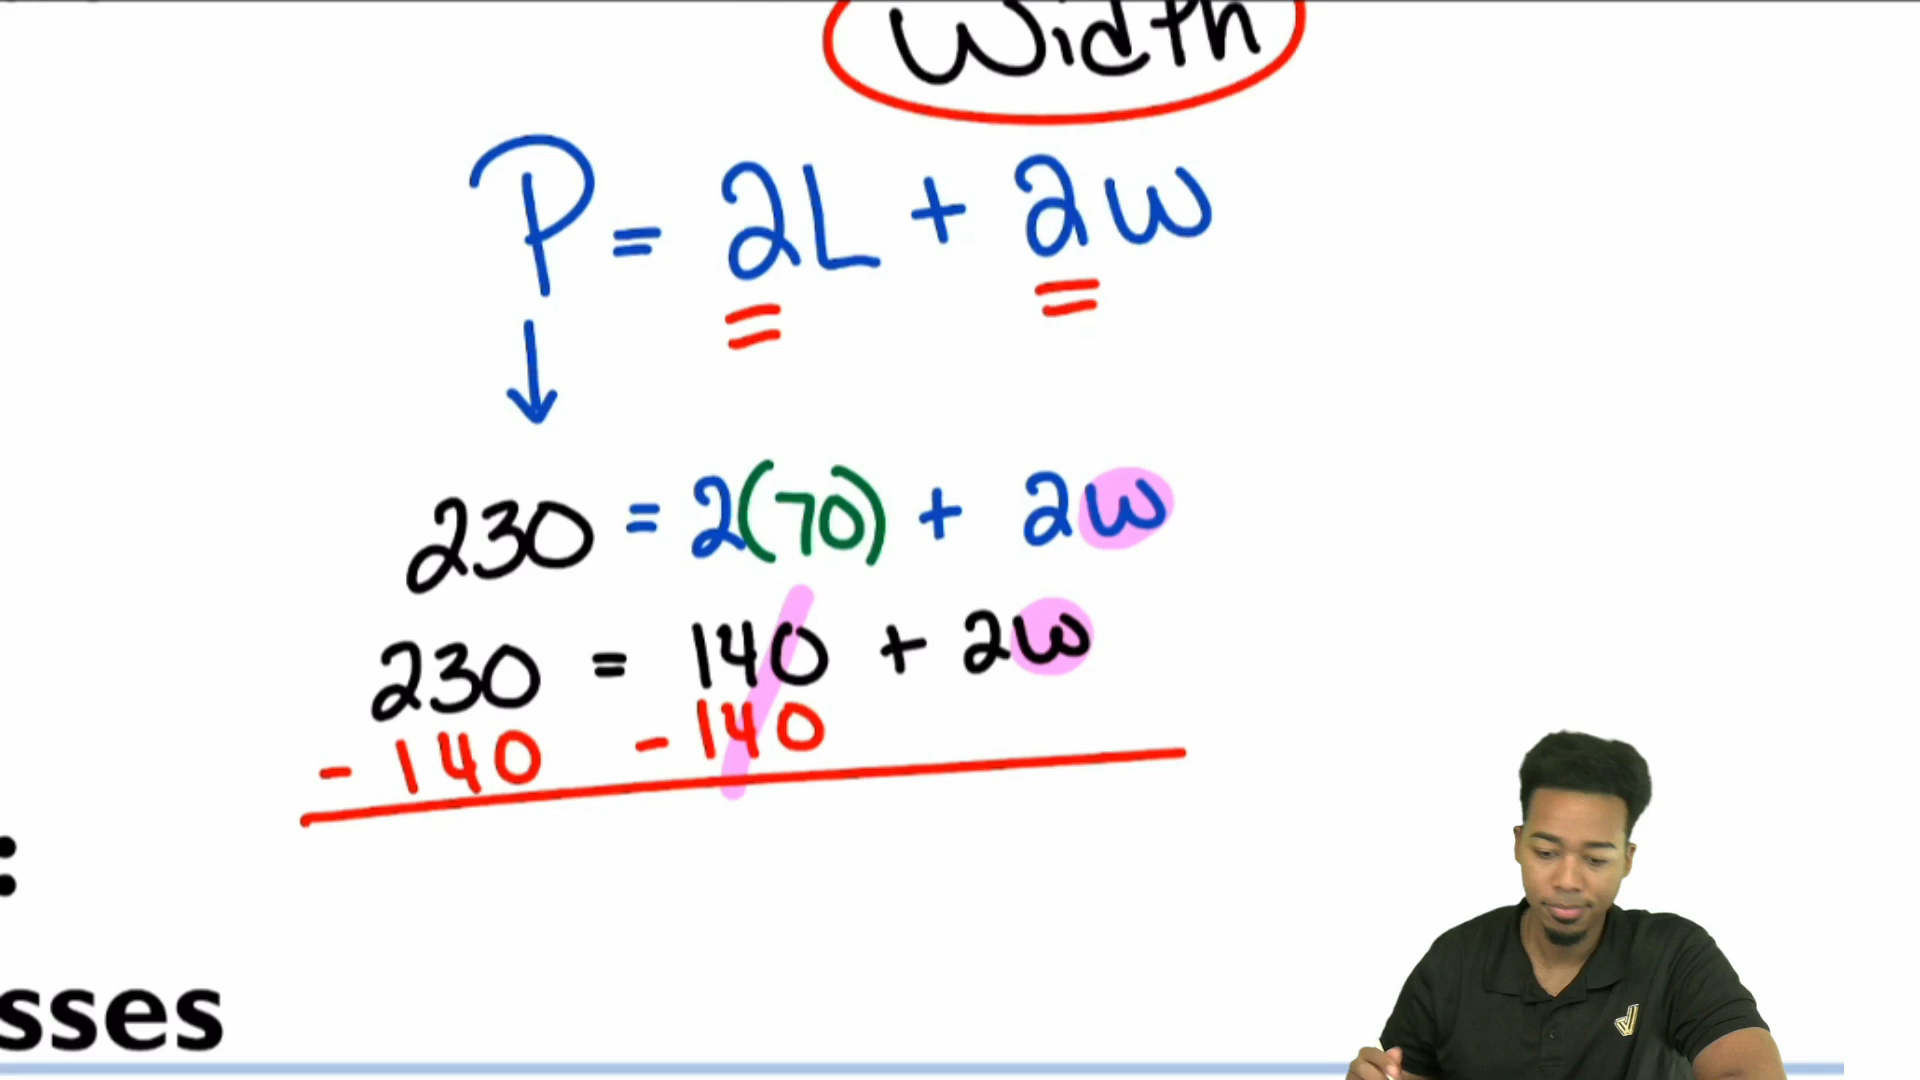 Width
P = 2L + 2W
230 = 2(70) + 2W
230 = 140 + 2W
- 140 - 140
:
sses